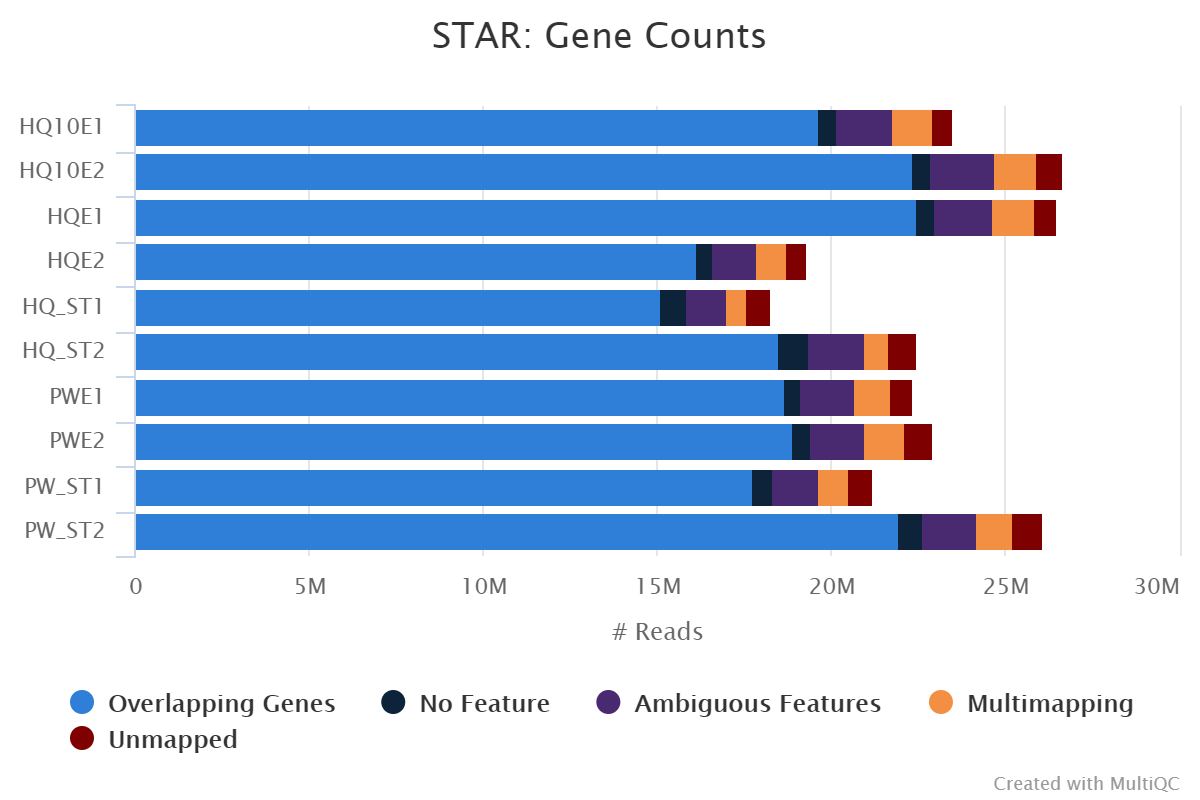 STAR: Gene Counts
HQ10E1
HQ10E2
HQE1
HQE2
HQ_ST1
HQ_ST2
PWE1
PWE2
PW_ST1
PW_ST2
0 5M 10M 15M 20M 25M 30M
# Reads
Overlapping Genes No Feature Ambiguous Features Multimapping
Unmapped
Created with MultiQC